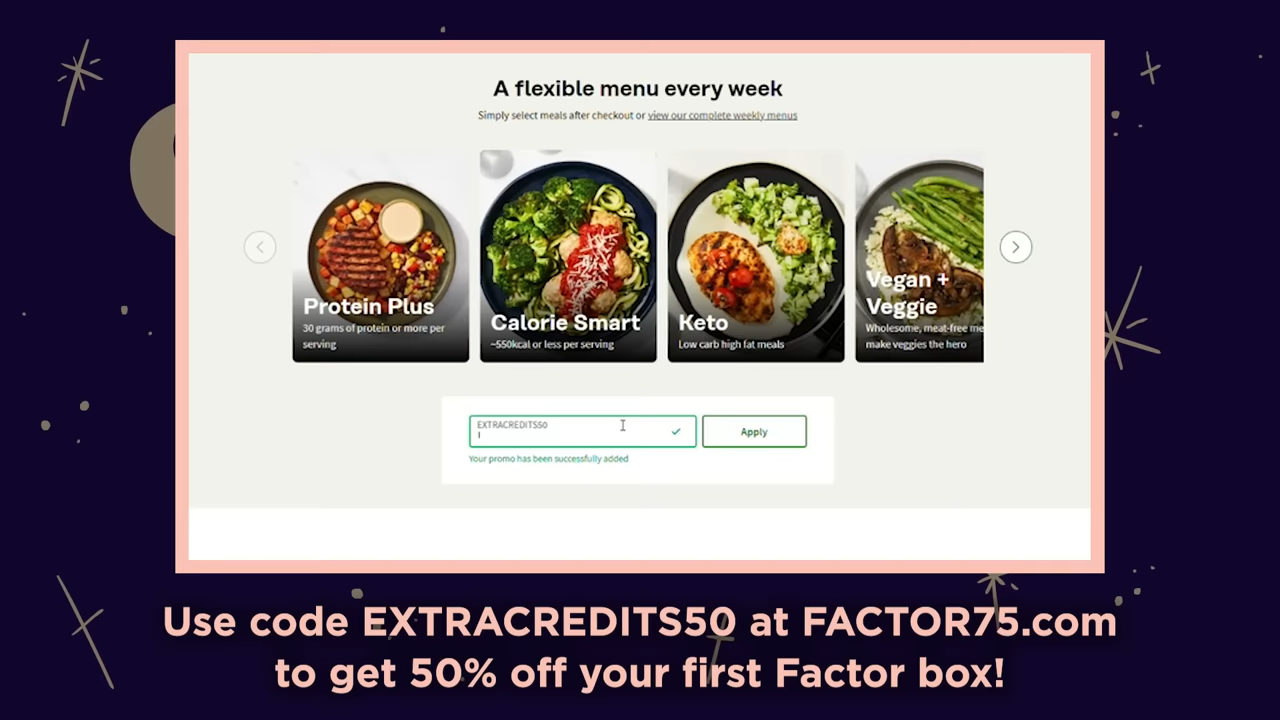 A flexible menu every week
Simply select meals after checkout or view our complete weekly menus
Protein Plus
30 grams of protein or more per
serving
Calorie Smart
~550kcal or less per serving
Keto
Low carb high fat meals
Vegan +
Veggie
Wholesome, meat-free me
make veggies the hero
EXTRACREDITS50
Apply
Your promo has been successfully added
Use code EXTRACREDITS50 at FACTOR75.com
to get 50% off your first Factor box!